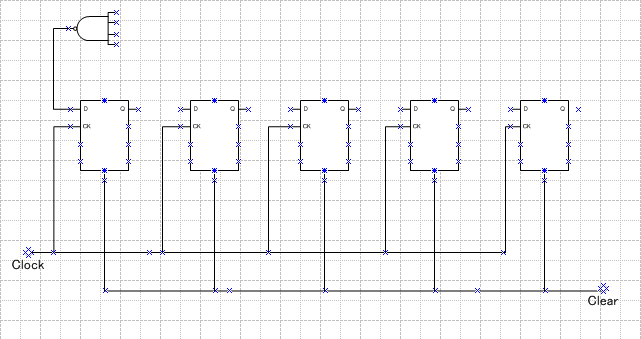 D Q D Q D Q D Q D
CK CK CK CK CK
Clock
Clear